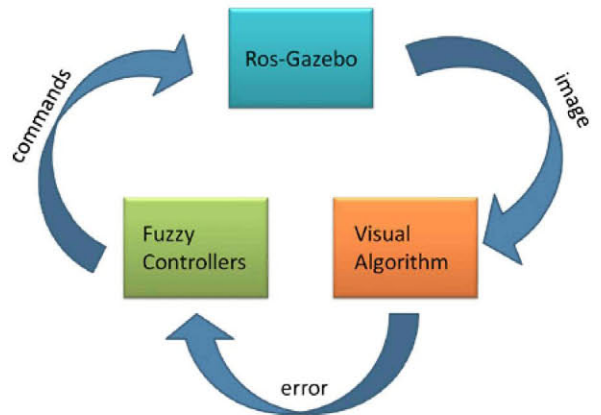 Ros-Gazebo
commands
image
Fuzzy
Controllers
Visual
Algorithm
error